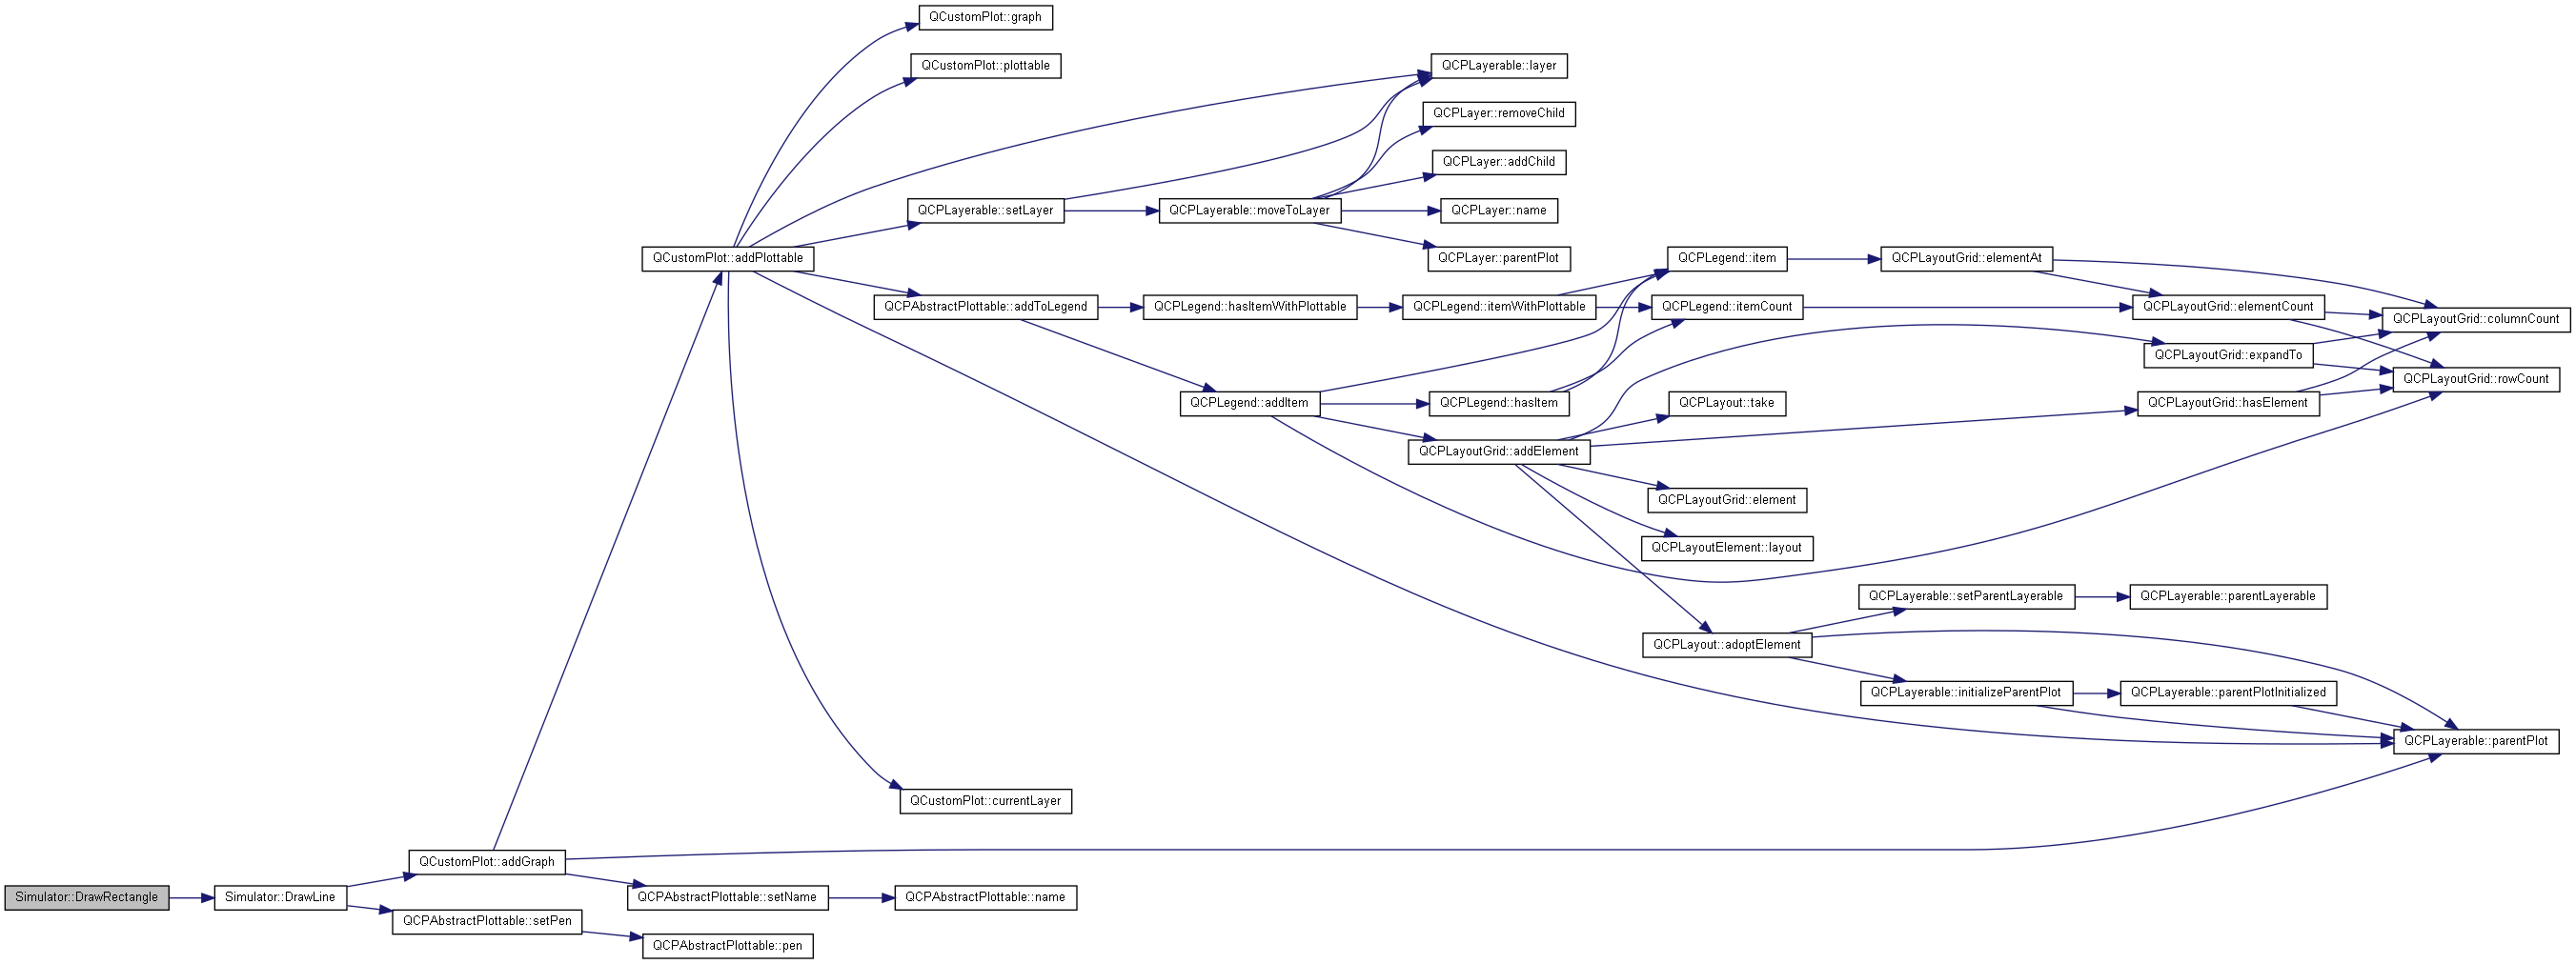 QCustomPlot::graph
QCustomPlot::plottable
QCPLayerable::layer
QCPLayer::removeChild
QCPLayer::addChild
QCPLayerable::setLayer
QCPLayerable::moveToLayer
QCPLayer::name
QCustomPlot::addPlottable
QCPLayer::parentPlot
QCPLegend::item
QCPLayoutGrid::elementAt
QCPAbstractPlottable::addToLegend
QCPLegend::hasItemWithPlottable
QCPLegend::itemWithPlottable
QCPLegend::itemCount
QCPLayoutGrid::elementCount
QCPLayoutGrid::columnCount
QCPLayoutGrid::expandTo
QCPLayoutGrid::rowCount
QCPLegend::addItem
QCPLegend::hasItem
QCPLayout::take
QCPLayoutGrid::hasElement
QCPLayoutGrid::addElement
QCPLayoutGrid::element
QCPLayoutElement::layout
QCPLayerable::setParentLayerable
QCPLayerable::parentLayerable
QCPLayout::adoptElement
QCPLayerable::initializeParentPlot
QCPLayerable::parentPlotInitialized
QCPLayerable::parentPlot
QCustomPlot::currentLayer
QCustomPlot::addGraph
Simulator::DrawRectangle
Simulator::DrawLine
QCPAbstractPlottable::setName
QCPAbstractPlottable::name
QCPAbstractPlottable::setPen
QCPAbstractPlottable::pen